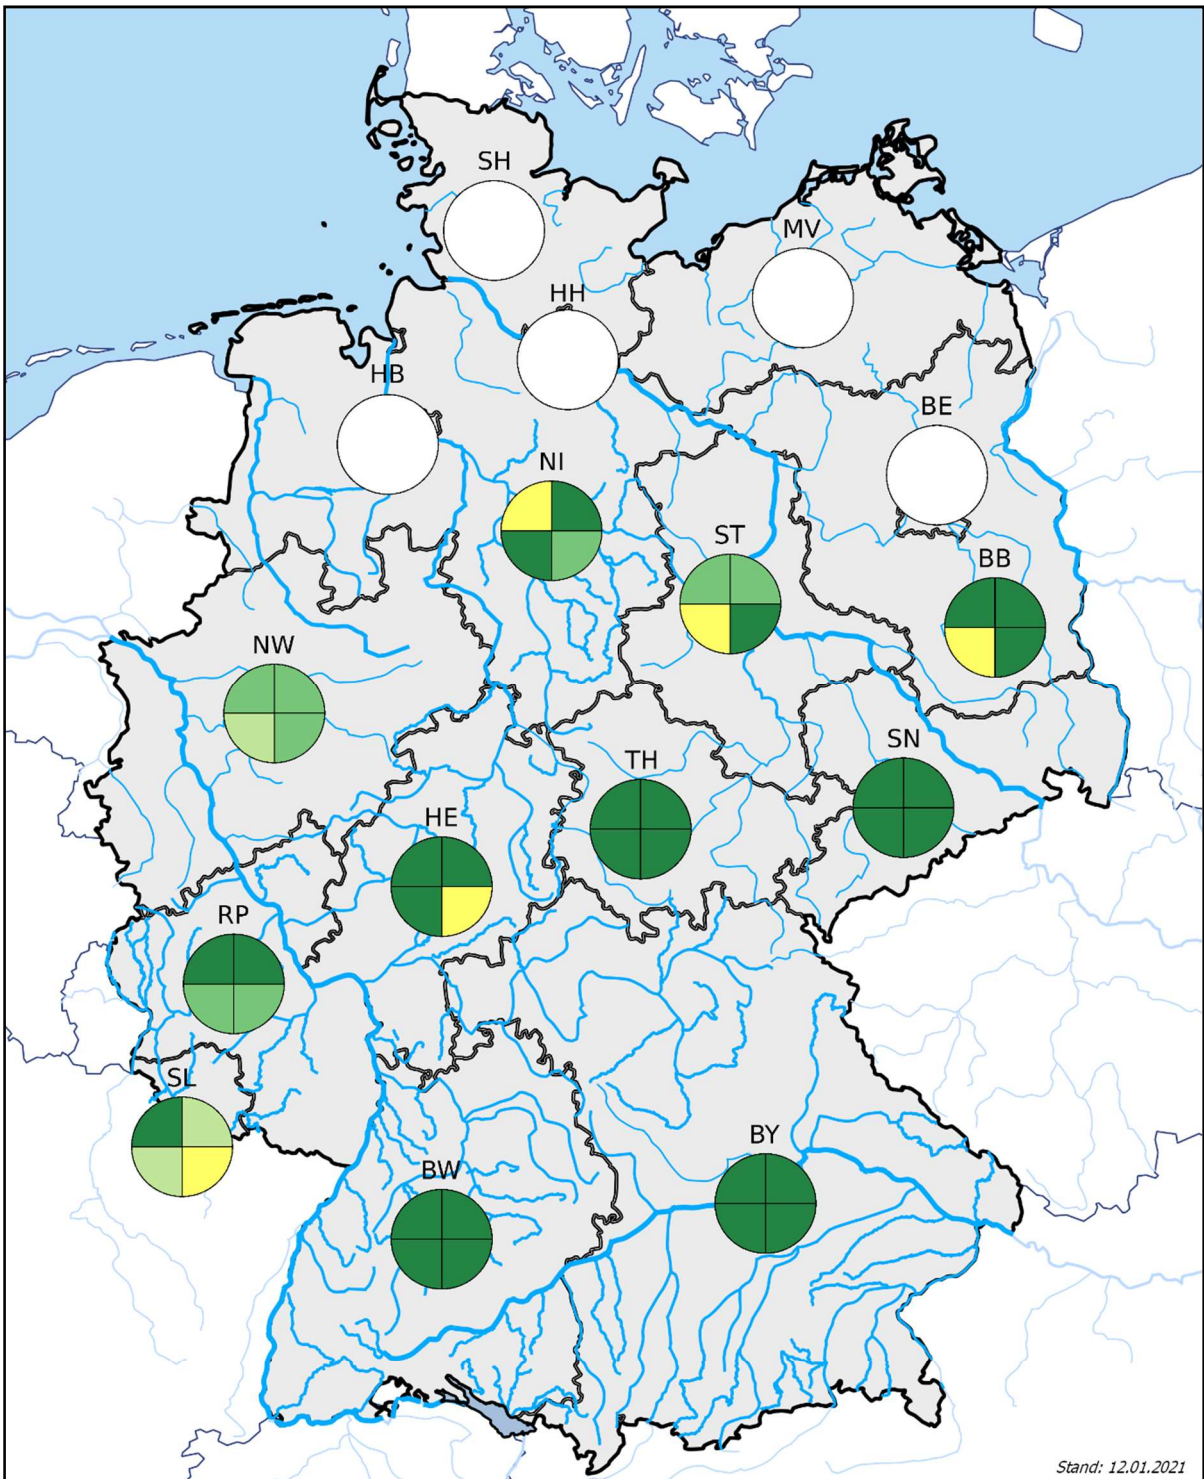 SH
MV
HH
HB
BE
NI
ST
BB
NW
SN
TH
HE
RP
SL
BY
BW
Stand: 12.01.2021